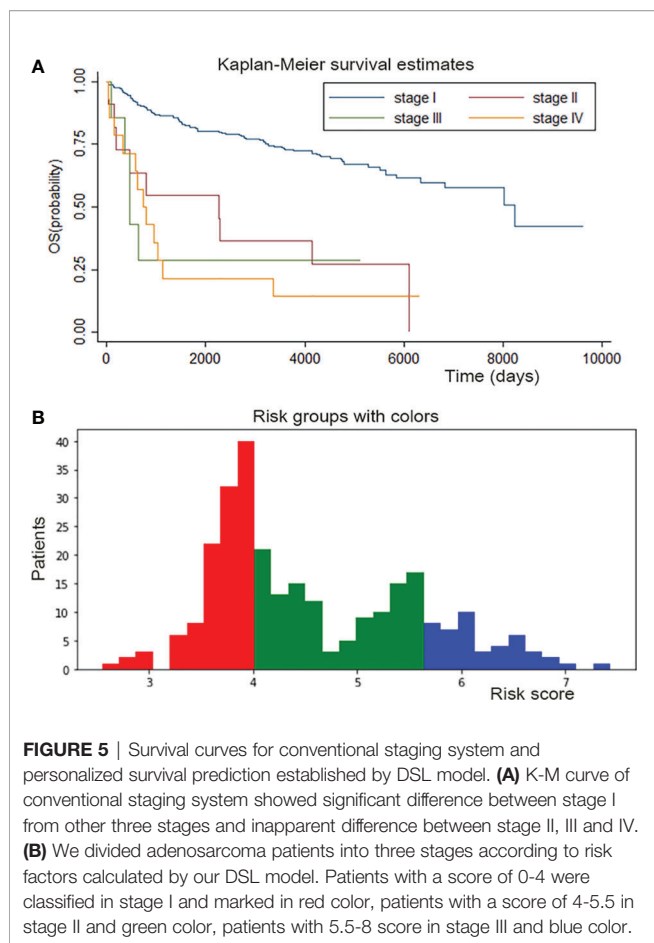 A
Kaplan-Meier survival estimates
stage I
stage II
stage III
stage IV
OS(probability)
1.00
0.75
0.50
0.25
0.00
0
2000
4000
6000
8000
10000
Time (days)
B
Risk groups with colors
Patients
40
35
30
25
20
15
10
5
0
3
4
5
6
7
Risk score
FIGURE 5 | Survival curves for conventional staging system and
personalized survival prediction established by DSL model. (A) K-M curve of
conventional staging system showed significant difference between stage I
from other three stages and inapparent difference between stage II, III and IV.
(B) We divided adenosarcoma patients into three stages according to risk
factors calculated by our DSL model. Patients with a score of 0-4 were
classified in stage I and marked in red color, patients with a score of 4-5.5 in
stage II and green color, patients with 5.5-8 score in stage III and blue color.